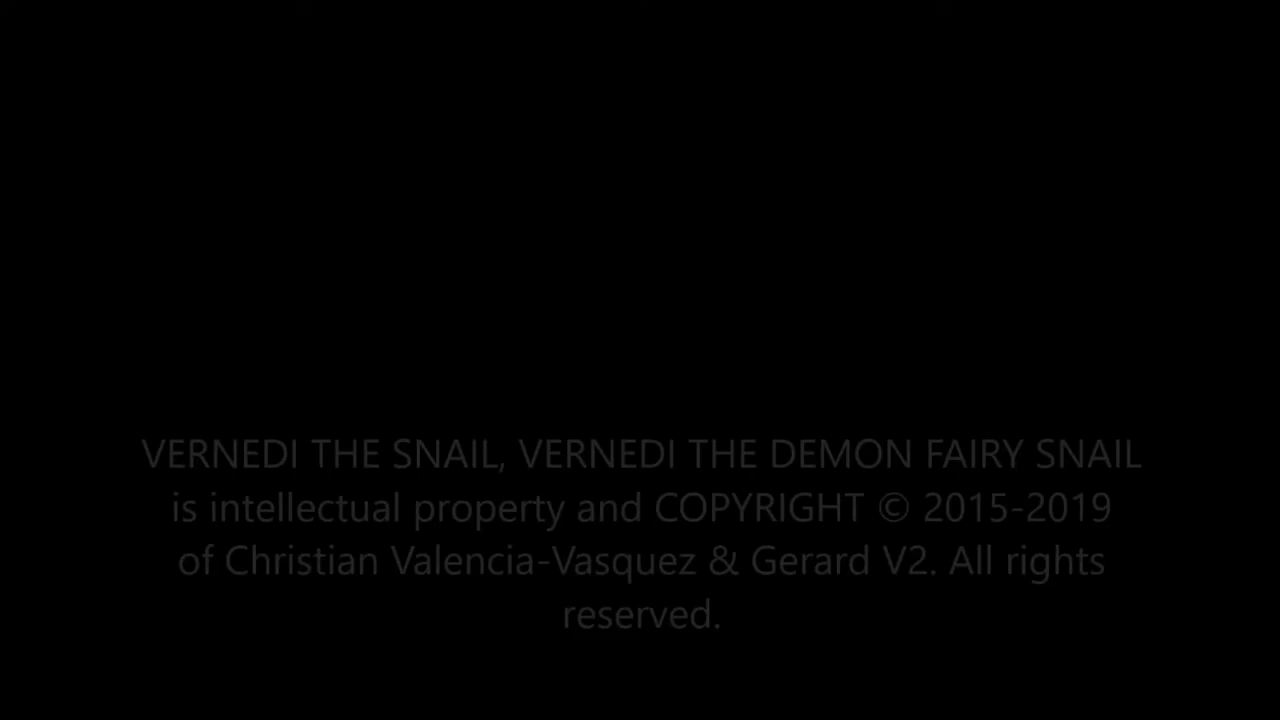 VERNEDI THE SNAIL, VERNEDI THE DEMON FAIRY SNAIL
is intellectual property and COPYRIGHT © 2015-2019
of Christian Valencia-Vasquez & Gerard V2. All rights
reserved.